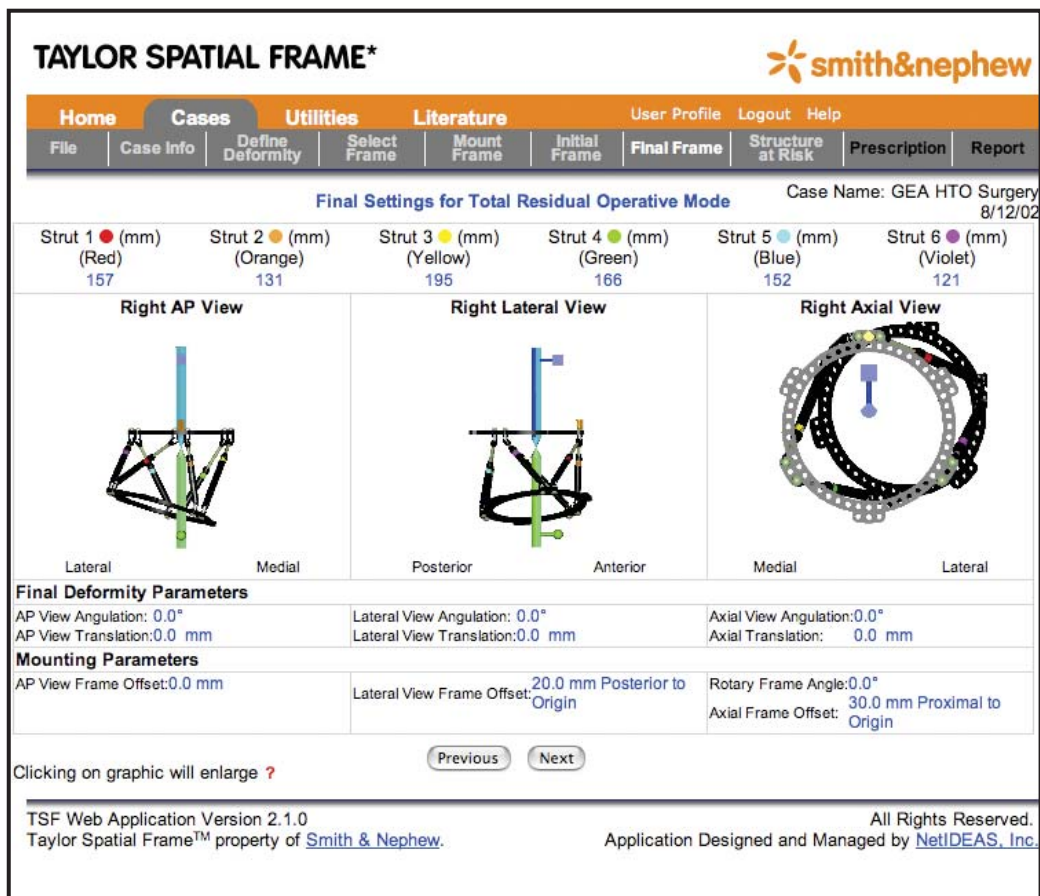 TAYLOR SPATIAL FRAME*
smith&nephew
Home Cases Utilities Literature User Profile Logout Help
File Case Info Define Deformity Select Frame Mount Frame Initial Frame Final Frame Structure at Risk Prescription Report
Final Settings for Total Residual Operative Mode
Case Name: GEA HTO Surgery
8/12/02
Strut 1 (mm) Strut 2 (mm) Strut 3 (mm) Strut 4 (mm) Strut 5 (mm) Strut 6 (mm)
(Red) (Orange) (Yellow) (Green) (Blue) (Violet)
157 131 195 166 152 121
Right AP View Right Lateral View Right Axial View
Lateral Medial Posterior Anterior Medial Lateral
Final Deformity Parameters
AP View Angulation: 0.0° Lateral View Angulation: 0.0° Axial View Angulation:0.0°
AP View Translation:0.0 mm Lateral View Translation:0.0 mm Axial Translation: 0.0 mm
Mounting Parameters
AP View Frame Offset:0.0 mm Lateral View Frame Offset:20.0 mm Posterior to Origin Rotary Frame Angle:0.0°
Axial Frame Offset: 30.0 mm Proximal to Origin
Previous Next
Clicking on graphic will enlarge ?
TSF Web Application Version 2.1.0 All Rights Reserved.
Taylor Spatial Frame™ property of Smith & Nephew. Application Designed and Managed by NetIDEAS, Inc.